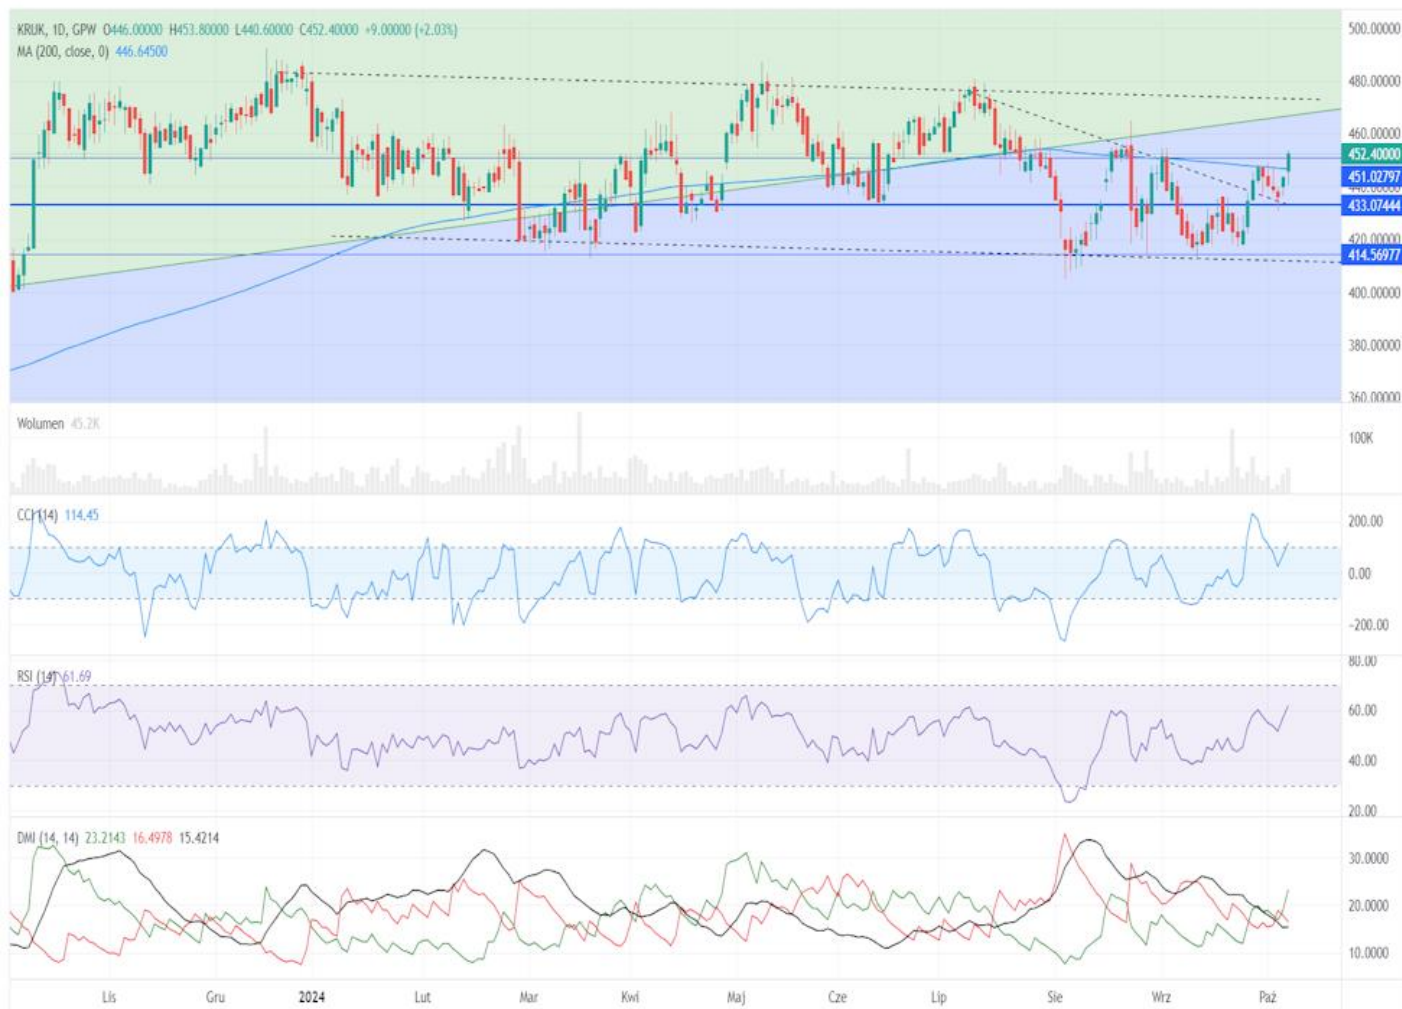 KRUK, 1D, GPW O446.00000 H453.80000 L440.60000 C452.40000 +9.00000 (+2.03%)
MA (200, close, 0) 446.64500
500.00000
480.00000
460.00000
452.40000
451.02797
440.00000
433.07444
420.00000
414.56977
400.00000
380.00000
360.00000
Wolumen 45.2K
100K
CCI (14) 114.45
200.00
0.00
−200.00
RSI (14) 61.69
80.00
60.00
40.00
20.00
DMI (14, 14) 23.2143 16.4978 15.4214
30.0000
20.0000
10.0000
Lis Gru 2024 Lut Mar Kwi Maj Cze Lip Sie Wrz Paź